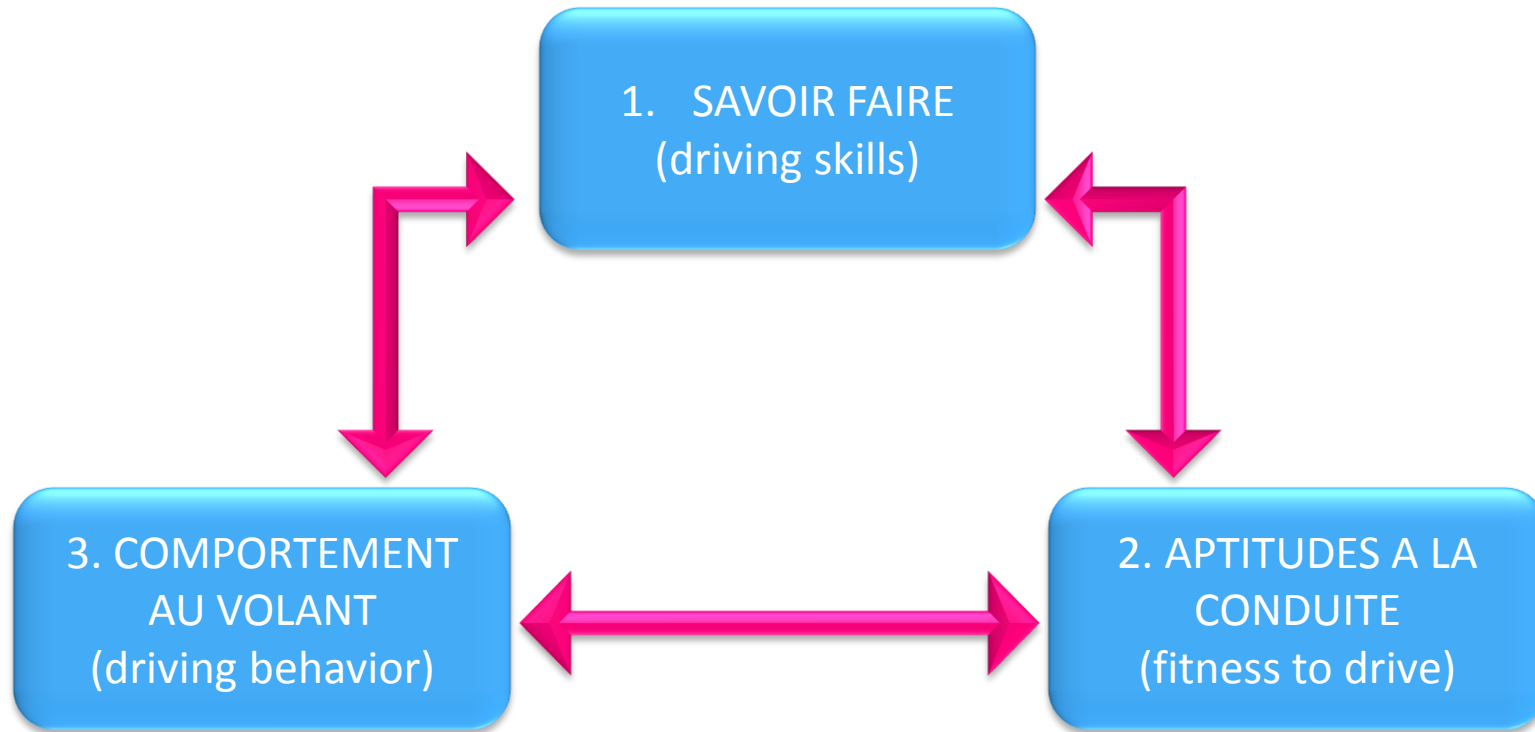 1. SAVOIR FAIRE
(driving skills)
3. COMPORTEMENT
AU VOLANT
(driving behavior)
2. APTITUDES A LA
CONDUITE
(fitness to drive)